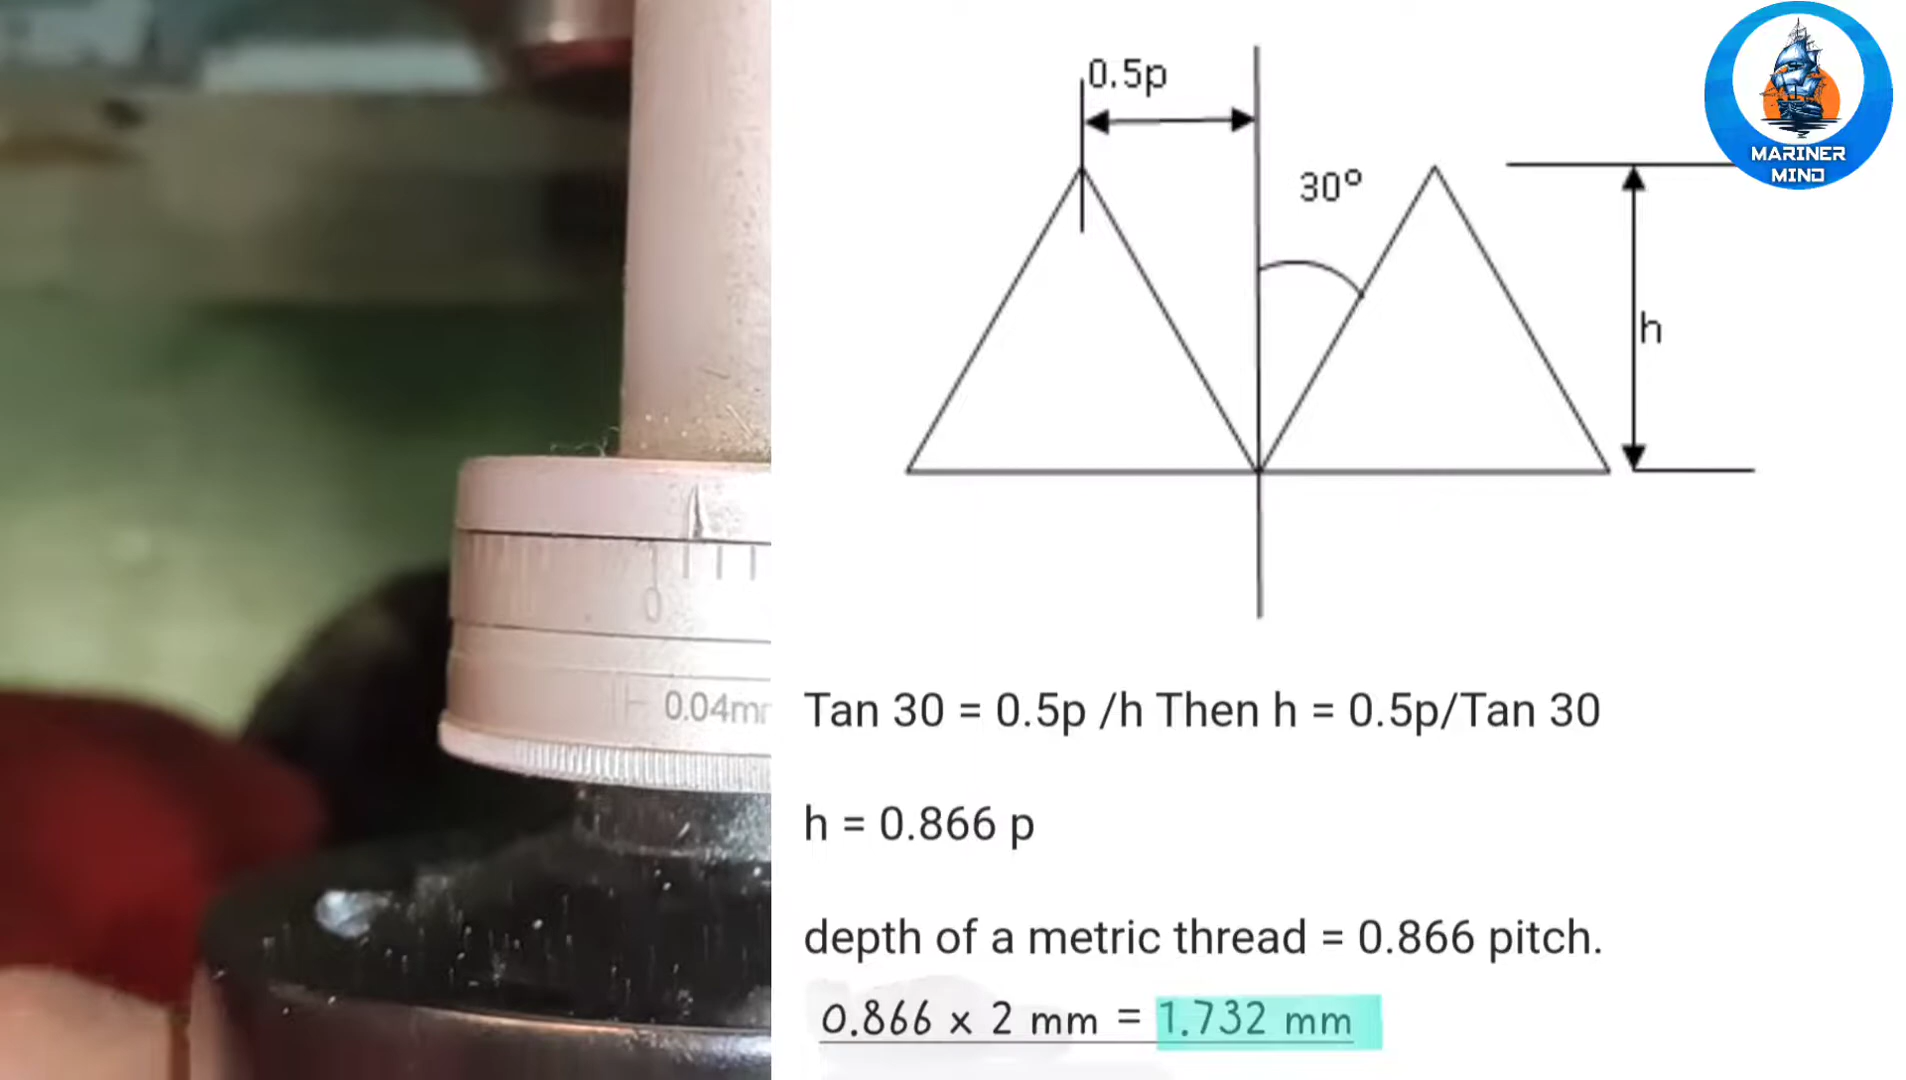 0.5p
MARINER
MIND
30°
h
0
0.04m
Tan 30 = 0.5p /h Then h = 0.5p/Tan 30
h = 0.866 p
depth of a metric thread = 0.866 pitch.
0.866 x 2 mm = 1.732 mm